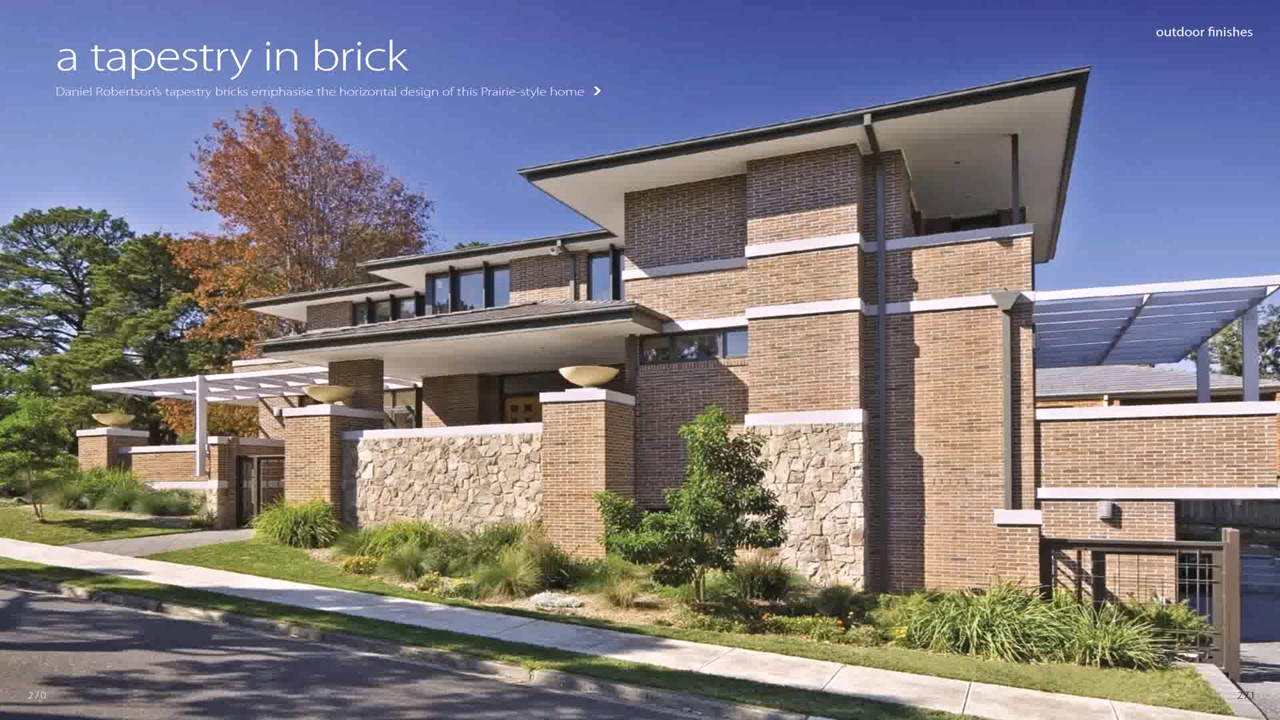 outdoor finishes
a tapestry in brick
Daniel Robertson's tapestry bricks emphasise the horizontal design of this Prairie-style home
270
271